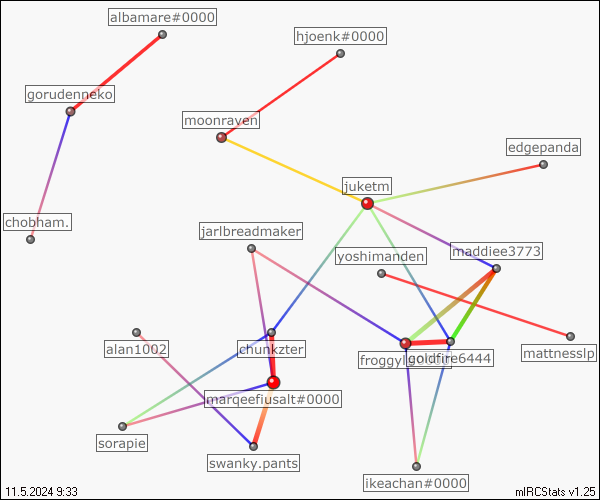 albamare#0000
hjoenk#0000
gorudenneko
moonraven
edgepanda
juketm
chobham.
jarlbreadmaker
yoshimanden
maddiee3773
alan1002
chunkzter
goldfire6444
mattnesslp
marqeefiusalt#0000
sorapie
swanky.pants
ikeachan#0000
11.5.2024 9:33
mIRCStats v1.25